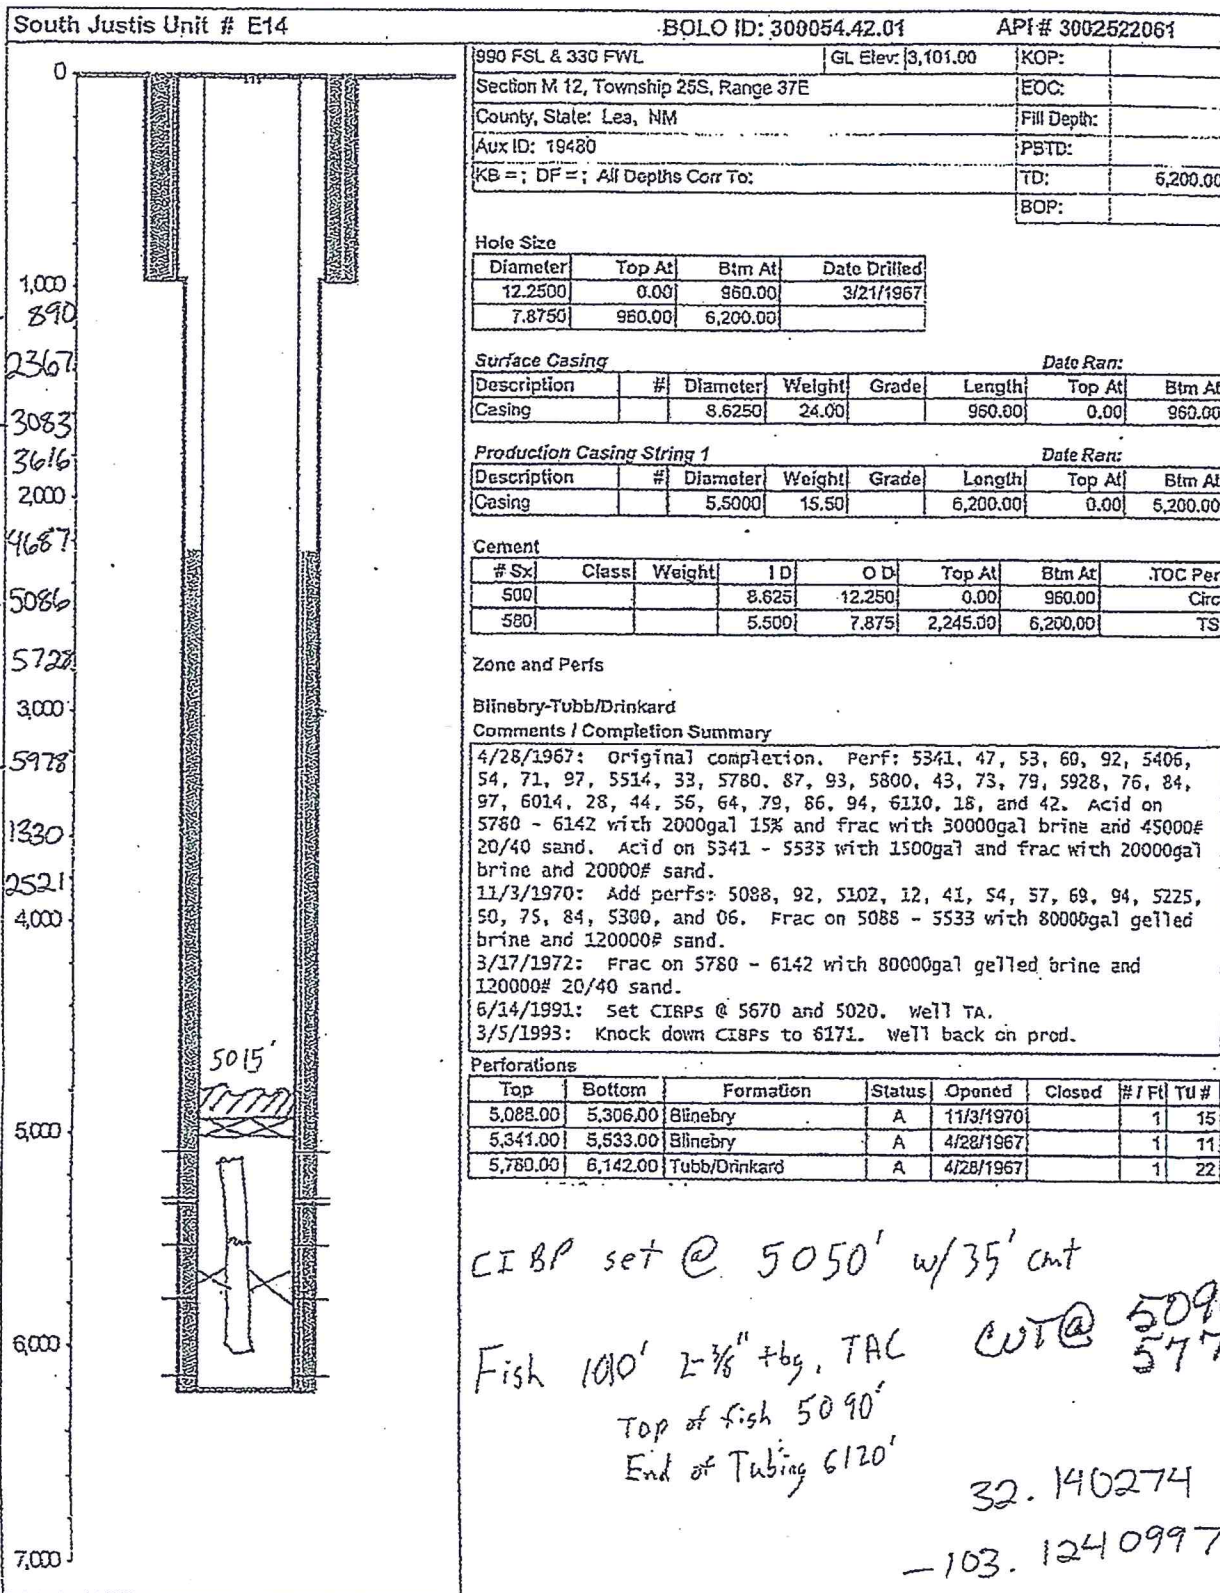 South Justis Unit # E14 BOLO ID: 300054.42.01 API # 3002522061
990 FSL & 330 FWL GL Elev: 3,101.00 KOP:
Section M 12, Township 25S, Range 37E EOC:
County, State: Lea, NM Fill Depth:
Aux ID: 19480 PBTD:
KB = ; DF = ; All Depths Corr To: TD: 6,200.00
BOP:
Hole Size
Diameter Top At Btm At Date Drilled
12.2500 0.00 960.00 3/21/1967
7.8750 960.00 6,200.00
Surface Casing Date Ran:
Description # Diameter Weight Grade Length Top At Btm At
Casing 8.6250 24.00 960.00 0.00 960.00
Production Casing String 1 Date Ran:
Description # Diameter Weight Grade Length Top At Btm At
Casing 5.5000 15.50 6,200.00 0.00 6,200.00
Cement
# Sx Class Weight I D O D Top At Btm At TOC Per
500 8.625 12.250 0.00 960.00 Circ
580 5.500 7.875 2,245.00 6,200.00 TS
Zone and Perfs
Blinebry-Tubb/Drinkard
Comments / Completion Summary
4/28/1967: Original completion. Perf: 5341, 47, 53, 60, 92, 5406,
54, 71, 97, 5514, 33, 5780, 87, 93, 5800, 43, 73, 79, 5928, 76, 84,
97, 6014, 28, 44, 56, 64, 79, 86, 94, 6110, 18, and 42. Acid on
5780 - 6142 with 2000gal 15% and frac with 30000gal brine and 45000#
20/40 sand. Acid on 5341 - 5533 with 1500gal and frac with 20000gal
brine and 20000# sand.
11/3/1970: Add perfs: 5088, 92, 5102, 12, 41, 54, 57, 69, 94, 5225,
50, 75, 84, 5300, and 06. Frac on 5088 - 5533 with 80000gal gelled
brine and 120000# sand.
3/17/1972: Frac on 5780 - 6142 with 80000gal gelled brine and
120000# 20/40 sand.
6/14/1991: Set CIBPs @ 5670 and 5020. Well TA.
3/5/1993: Knock down CIBPs to 6171. Well back on prod.
Perforations
Top Bottom Formation Status Opened Closed # / Ft Ttl #
5,088.00 5,306.00 Blinebry A 11/3/1970 1 15
5,341.00 5,533.00 Blinebry A 4/28/1967 1 11
5,780.00 6,142.00 Tubb/Drinkard A 4/28/1967 1 22
CIBP set @ 5050' w/35' cmt
Fish 1010' 2-3/8" tbg, TAC CUT @ 509
577
Top of fish 5090'
End of Tubing 6120'
32.140274
-103.1240997
0
1,000
890
2367
3083
3616
2,000
4687
5086
5728
3,000
5978
1330
2521
4,000
5015'
5,000
6,000
7,000